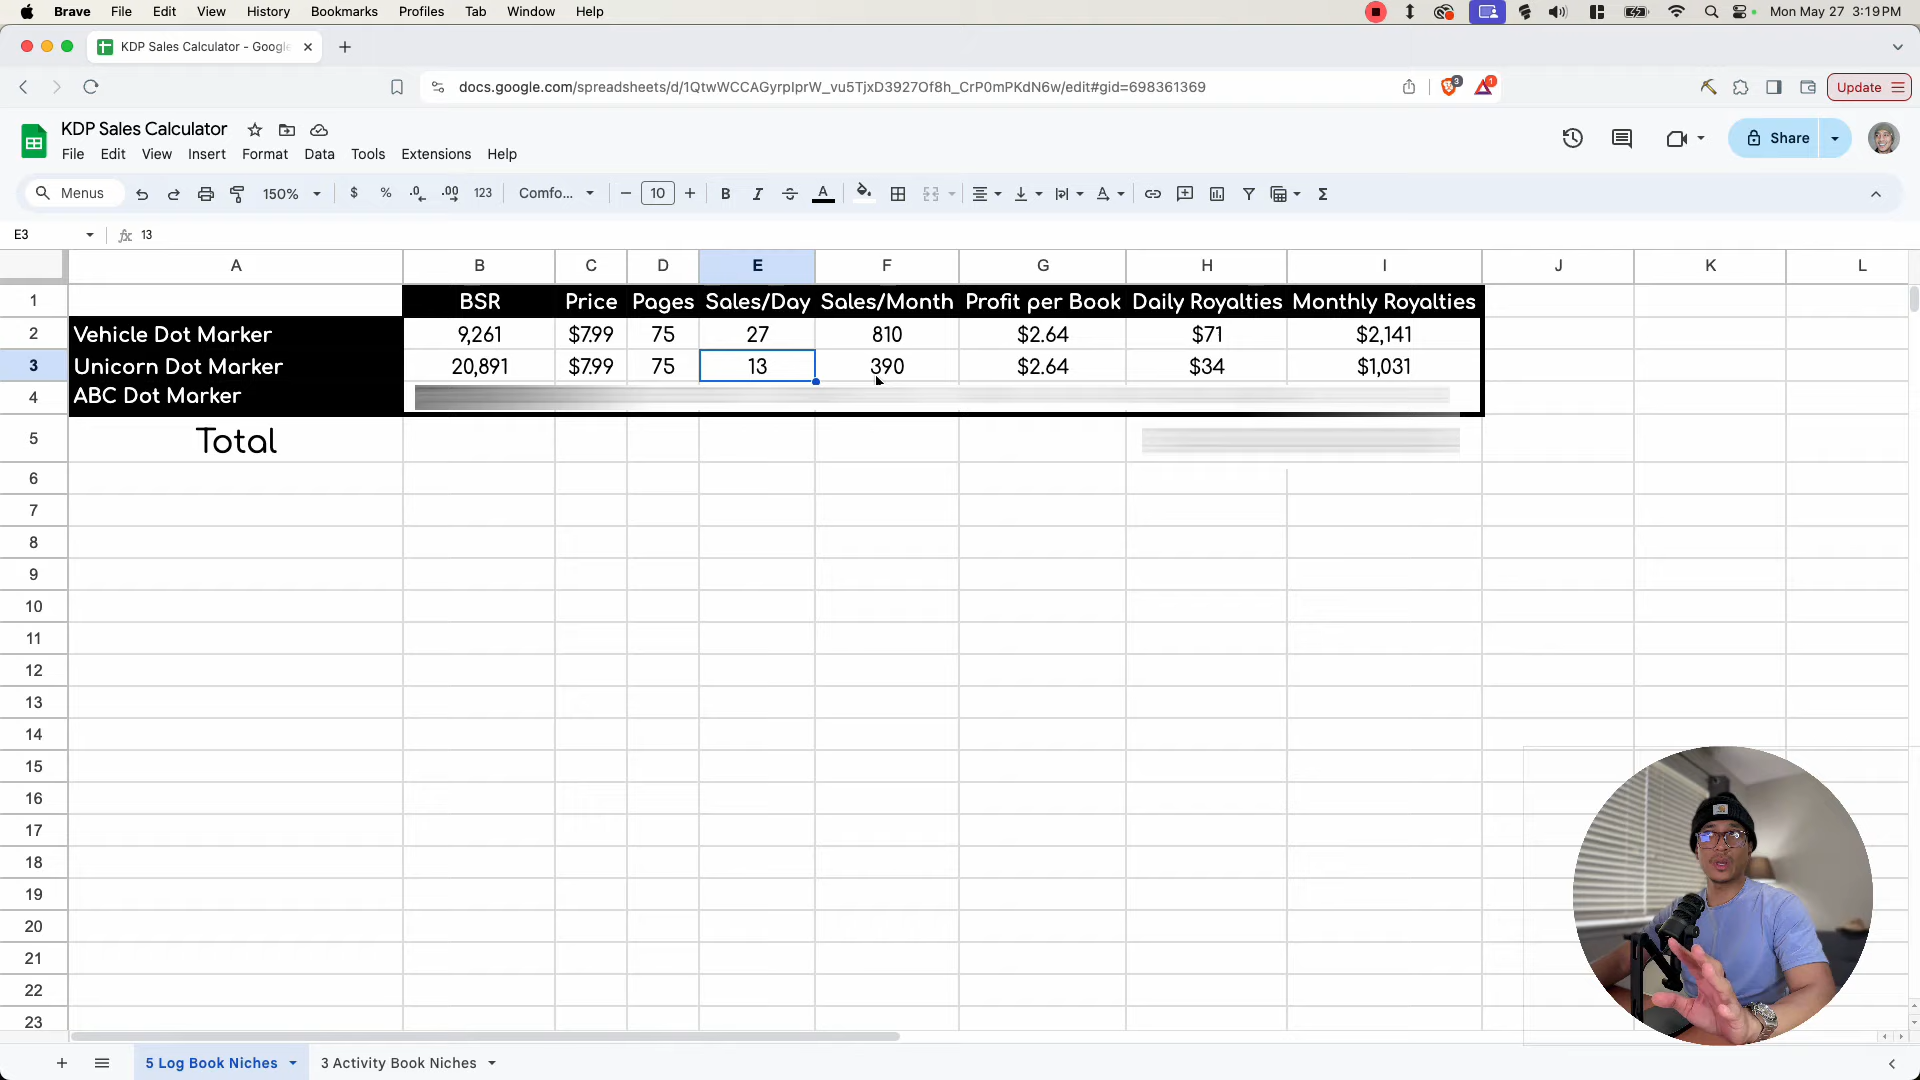 Brave File Edit View History Bookmarks Profiles Tab Window Help Mon May 27 3:19 PM
KDP Sales Calculator - Google
docs.google.com/spreadsheets/d/1QtwWCCAGyrpIprW_vu5TjxD3927Of8h_CrP0mPKdN6w/edit#gid=698361369 3 1 Update
KDP Sales Calculator
Share
File Edit View Insert Format Data Tools Extensions Help
Menus 150% $ % .0 .00 123 Comfo... 10 B I S A Σ
E3 fx 13
A B C D E F G H I J K L
1 BSR Price Pages Sales/Day Sales/Month Profit per Book Daily Royalties Monthly Royalties
2 Vehicle Dot Marker 9,261 $7.99 75 27 810 $2.64 $71 $2,141
3 Unicorn Dot Marker 20,891 $7.99 75 13 390 $2.64 $34 $1,031
4 ABC Dot Marker
5 Total
6
7
8
9
10
11
12
13
14
15
16
17
18
19
20
21
22
23
5 Log Book Niches 3 Activity Book Niches